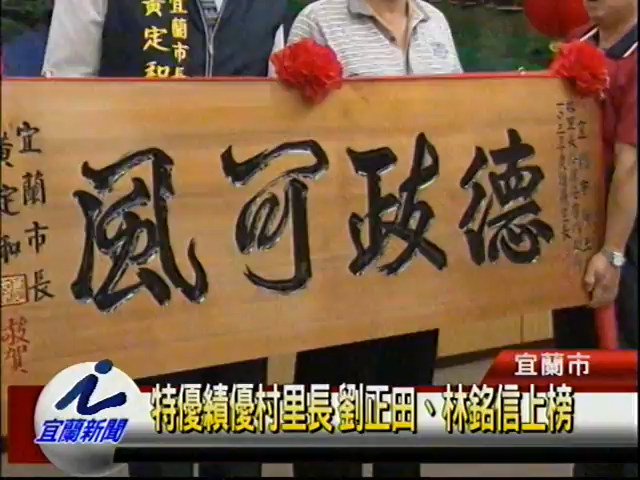 宜蘭市長
黃定和
德政可風
宜蘭市長
黃定和
敬賀
宜蘭市
宜蘭新聞
特優績優村里長 劉正田、林銘信上榜